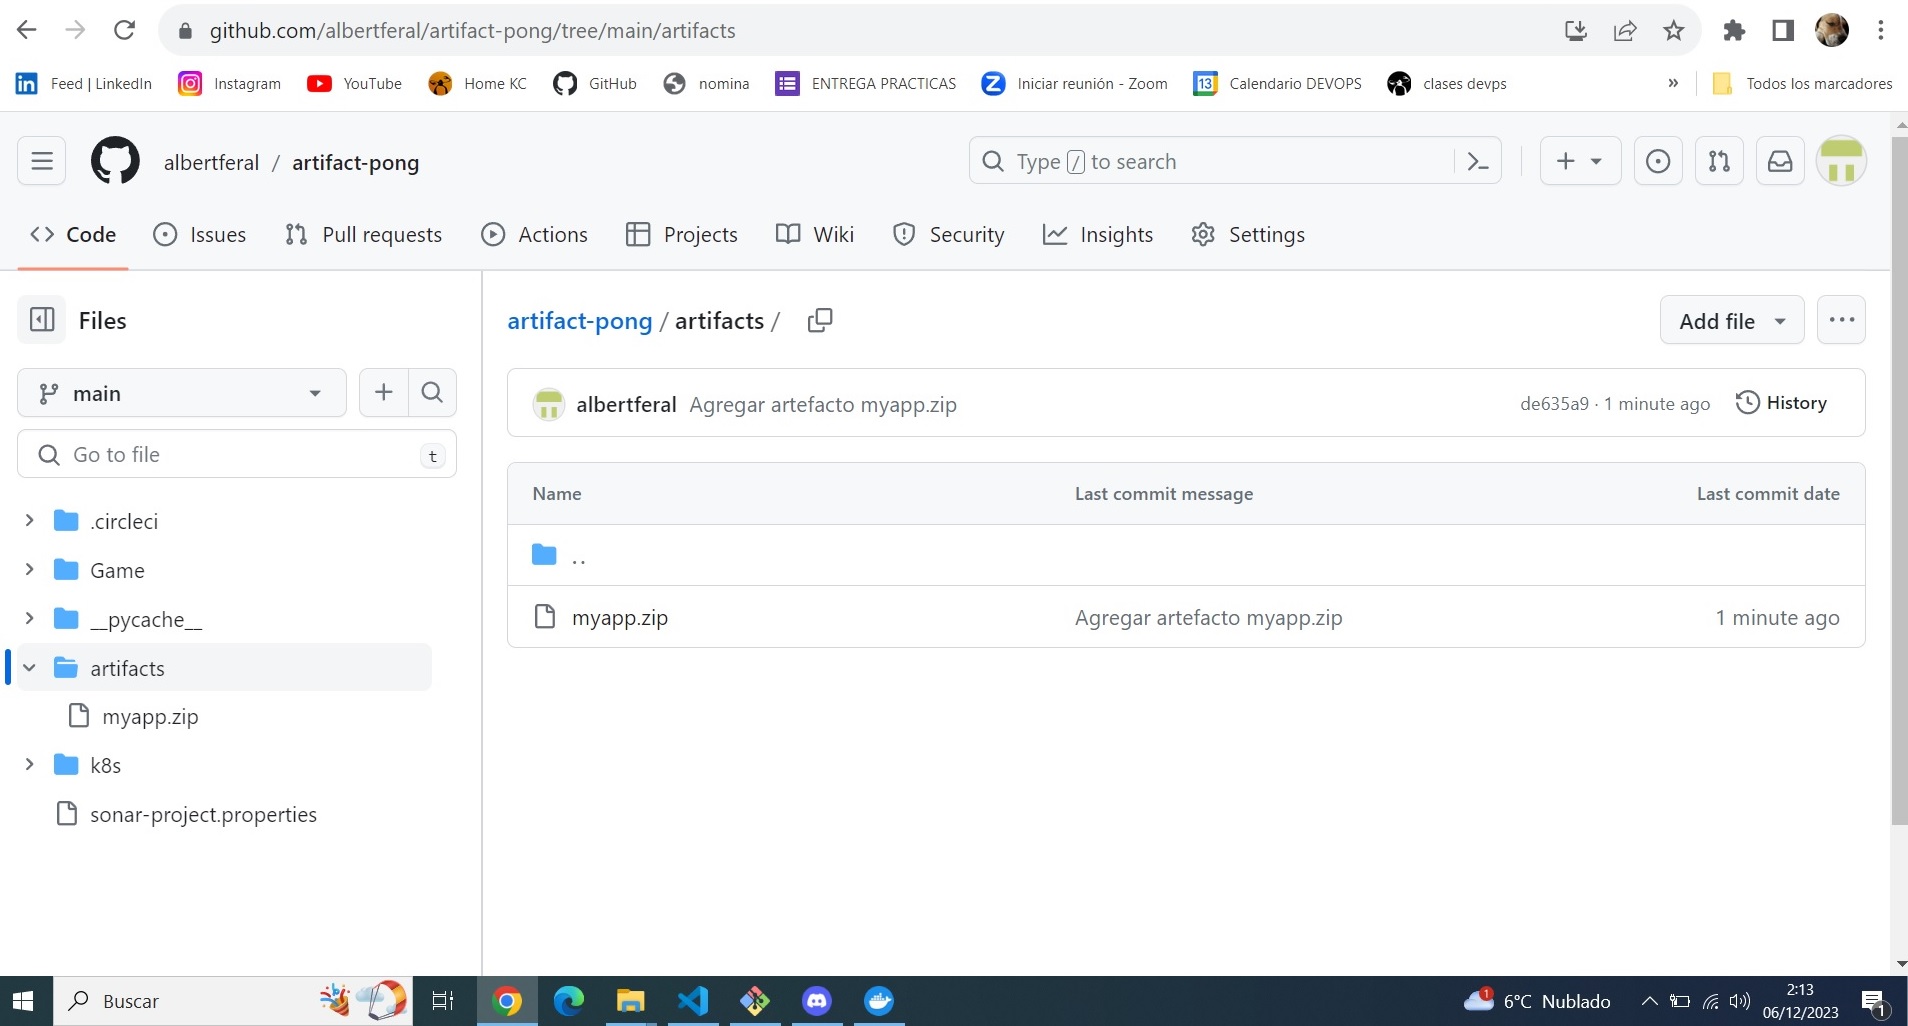 github.com/albertferal/artifact-pong/tree/main/artifacts
Feed | LinkedIn Instagram YouTube Home KC GitHub nomina ENTREGA PRACTICAS Iniciar reunión - Zoom 13 Calendario DEVOPS clases devps » Todos los marcadores
albertferal / artifact-pong Type / to search
Code Issues Pull requests Actions Projects Wiki Security Insights Settings
Files
artifact-pong / artifacts /
Add file
main
Go to file t
albertferal Agregar artefacto myapp.zip de635a9 · 1 minute ago History
Name Last commit message Last commit date
..
myapp.zip Agregar artefacto myapp.zip 1 minute ago
.circleci
Game
__pycache__
artifacts
myapp.zip
k8s
sonar-project.properties
Buscar
1 6°C Nublado
2:13
06/12/2023
1